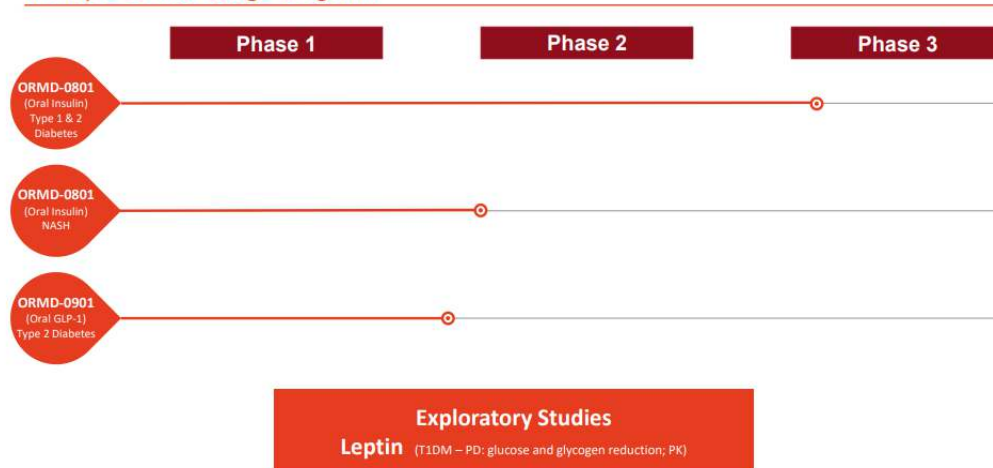 Phase 1
Phase 2
Phase 3
ORMD-0801
(Oral Insulin)
Type 1 & 2
Diabetes
ORMD-0801
(Oral Insulin)
NASH
ORMD-0901
(Oral GLP-1)
Type 2 Diabetes
Exploratory Studies
Leptin (T1DM – PD: glucose and glycogen reduction; PK)